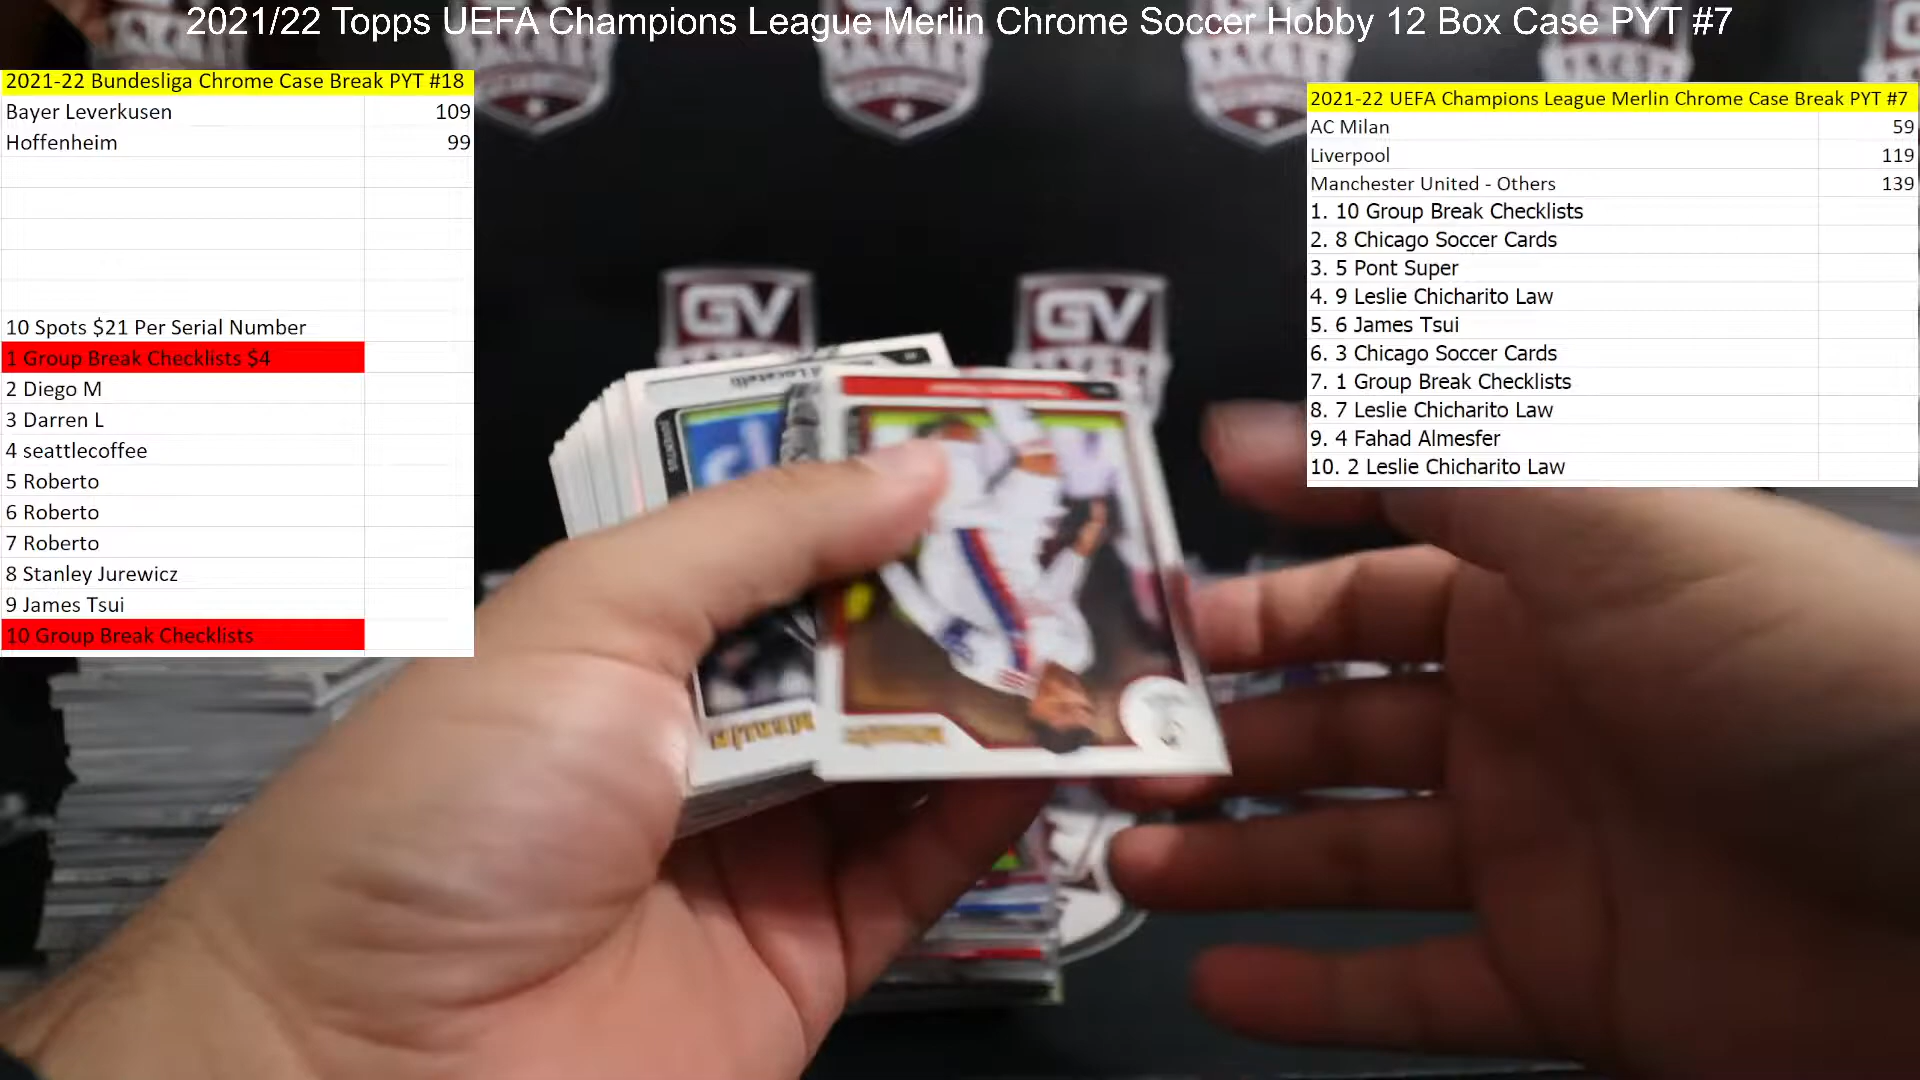 2021/22 Topps UEFA Champions League Merlin Chrome Soccer Hobby 12 Box Case PYT #7
2021-22 Bundesliga Chrome Case Break PYT #18
Bayer Leverkusen 109
Hoffenheim 99
10 Spots $21 Per Serial Number
1 Group Break Checklists $4
2 Diego M
3 Darren L
4 seattlecoffee
5 Roberto
6 Roberto
7 Roberto
8 Stanley Jurewicz
9 James Tsui
10 Group Break Checklists
2021-22 UEFA Champions League Merlin Chrome Case Break PYT #7
AC Milan 59
Liverpool 119
Manchester United - Others 139
1. 10 Group Break Checklists
2. 8 Chicago Soccer Cards
3. 5 Pont Super
4. 9 Leslie Chicharito Law
5. 6 James Tsui
6. 3 Chicago Soccer Cards
7. 1 Group Break Checklists
8. 7 Leslie Chicharito Law
9. 4 Fahad Almesfer
10. 2 Leslie Chicharito Law
GV
GV
Locatelli
JUVENTUS
Merlin
Merlin